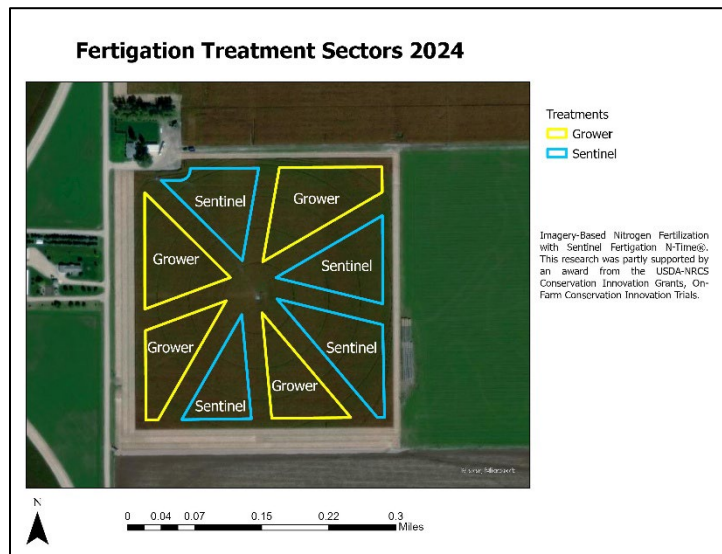 Fertigation Treatment Sectors 2024
Treatments
Grower
Sentinel
Sentinel
Grower
Grower
Sentinel
Grower
Sentinel
Sentinel
Grower
Imagery-Based Nitrogen Fertilization
with Sentinel Fertigation N-Time®.
This research was partly supported by
an award from the USDA-NRCS
Conservation Innovation Grants, On-
Farm Conservation Innovation Trials.
N
0 0.04 0.07 0.15 0.22 0.3
Miles